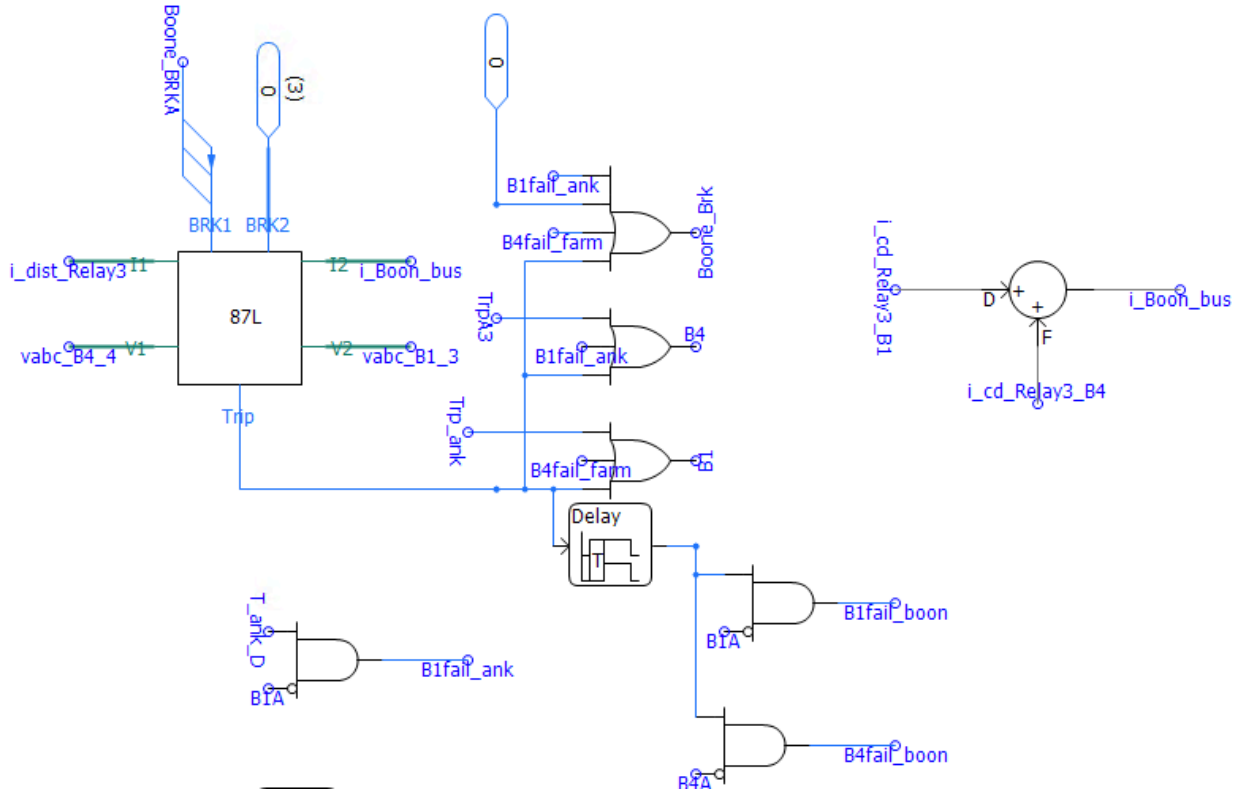 Boone_BRKA
0
(3)
0
BRK1
BRK2
I1
i_dist_Relay3
I2
i_Boon_bus
87L
V1
vabc_B4_4
V2
vabc_B1_3
Trip
B1fail_ank
B4fail_farm
Boone_Brk
TrpA3
B1fail_ank
B4
Trp_ank
B4fail_farm
B1
Delay
T
B1A
B1fail_boon
B4A
B4fail_boon
T_ank_D
B1A
B1fail_ank
i_cd_Relay3_B1
D
+
+
F
i_Boon_bus
i_cd_Relay3_B4